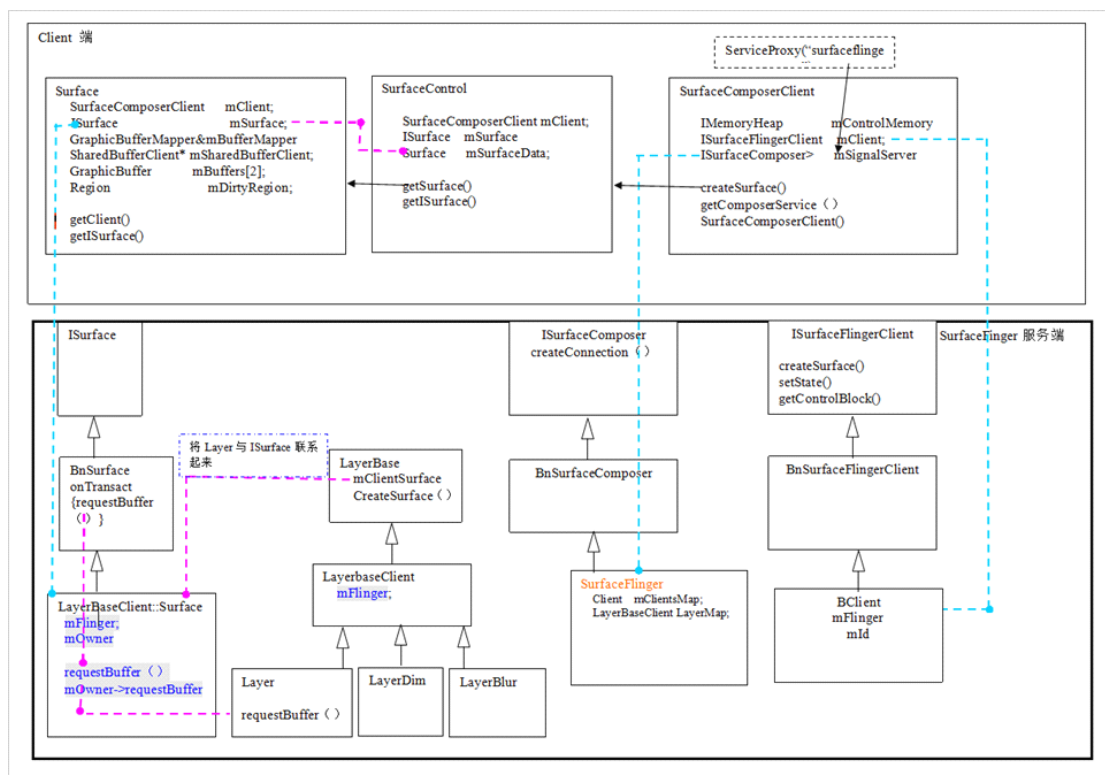 Client 端
ServiceProxy("surfaceflinge
Surface
SurfaceComposerClient mClient;
ISurface mSurface;
GraphicBufferMapper&mBufferMapper
SharedBufferClient* mSharedBufferClient;
GraphicBuffer mBuffers[2];
Region mDirtyRegion;
getClient()
getISurface()
SurfaceControl
SurfaceComposerClient mClient;
ISurface mSurface
Surface mSurfaceData;
getSurface()
getISurface()
SurfaceComposerClient
IMemoryHeap mControlMemory
ISurfaceFlingerClient mClient;
ISurfaceComposer> mSignalServer
createSurface()
getComposerService（）
SurfaceComposerClient()
SurfaceFinger 服务端
ISurface
ISurfaceComposer
createConnection（）
ISurfaceFlingerClient
createSurface()
setState()
getControlBlock()
将 Layer 与 ISurface 联系
起来
BnSurface
onTransact
{requestBuffer
（）}
LayerBase
mClientSurface
CreateSurface（）
BnSurfaceComposer
BnSurfaceFlingerClient
LayerBaseClient::Surface
mFlinger;
mOwner
requestBuffer（）
mOwner->requestBuffer
LayerbaseClient
mFlinger;
SurfaceFlinger
Client mClientsMap;
LayerBaseClient LayerMap;
BClient
mFlinger
mId
Layer
requestBuffer（）
LayerDim
LayerBlur